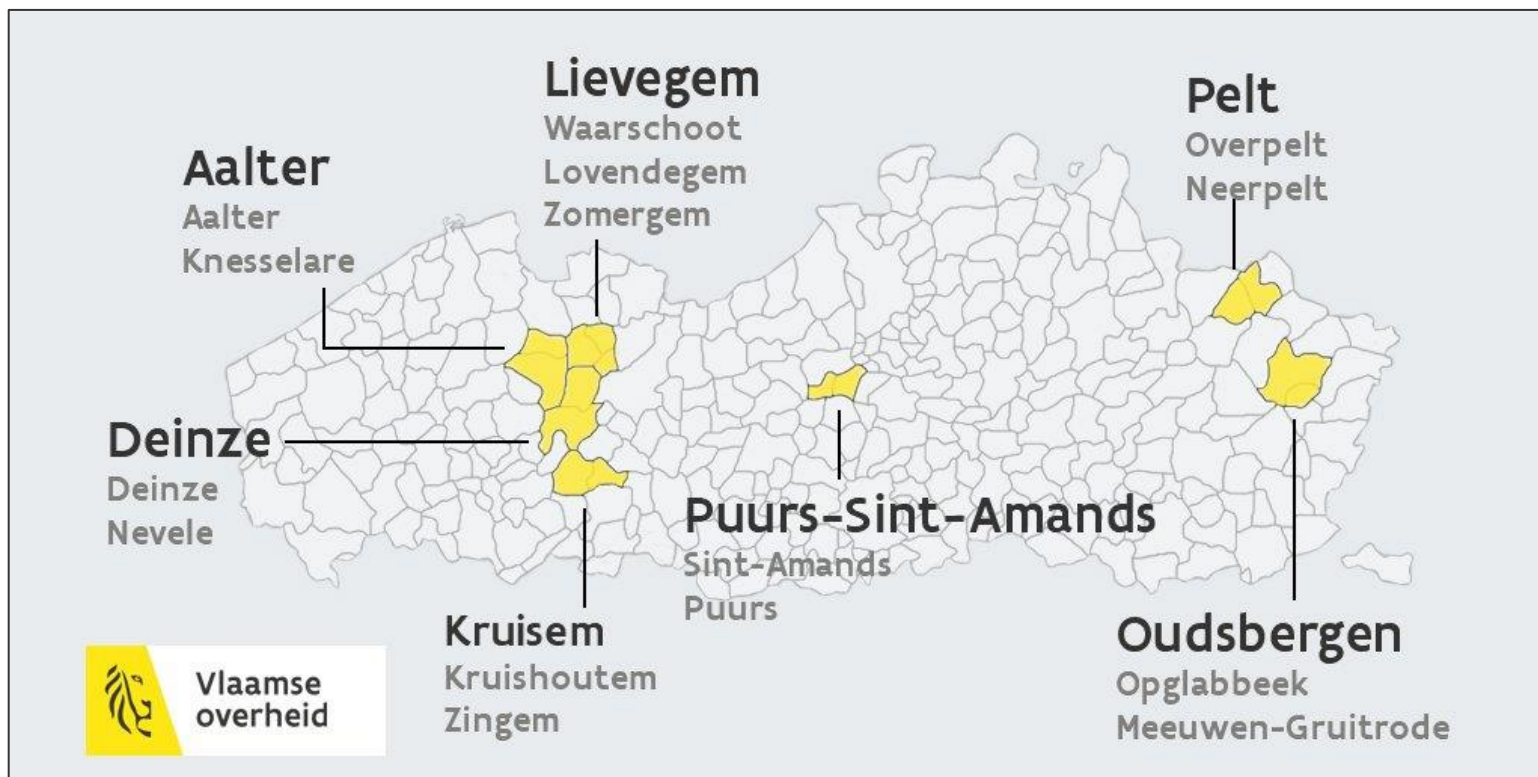 Lievegem
Waarschoot
Lovendegem
Zomergem
Pelt
Overpelt
Neerpelt
Aalter
Aalter
Knesselare
Deinze
Deinze
Nevele
Puurs-Sint-Amands
Sint-Amands
Puurs
Kruisem
Kruishoutem
Zingem
Oudsbergen
Opglabbeek
Meeuwen-Gruitrode
Vlaamse
overheid